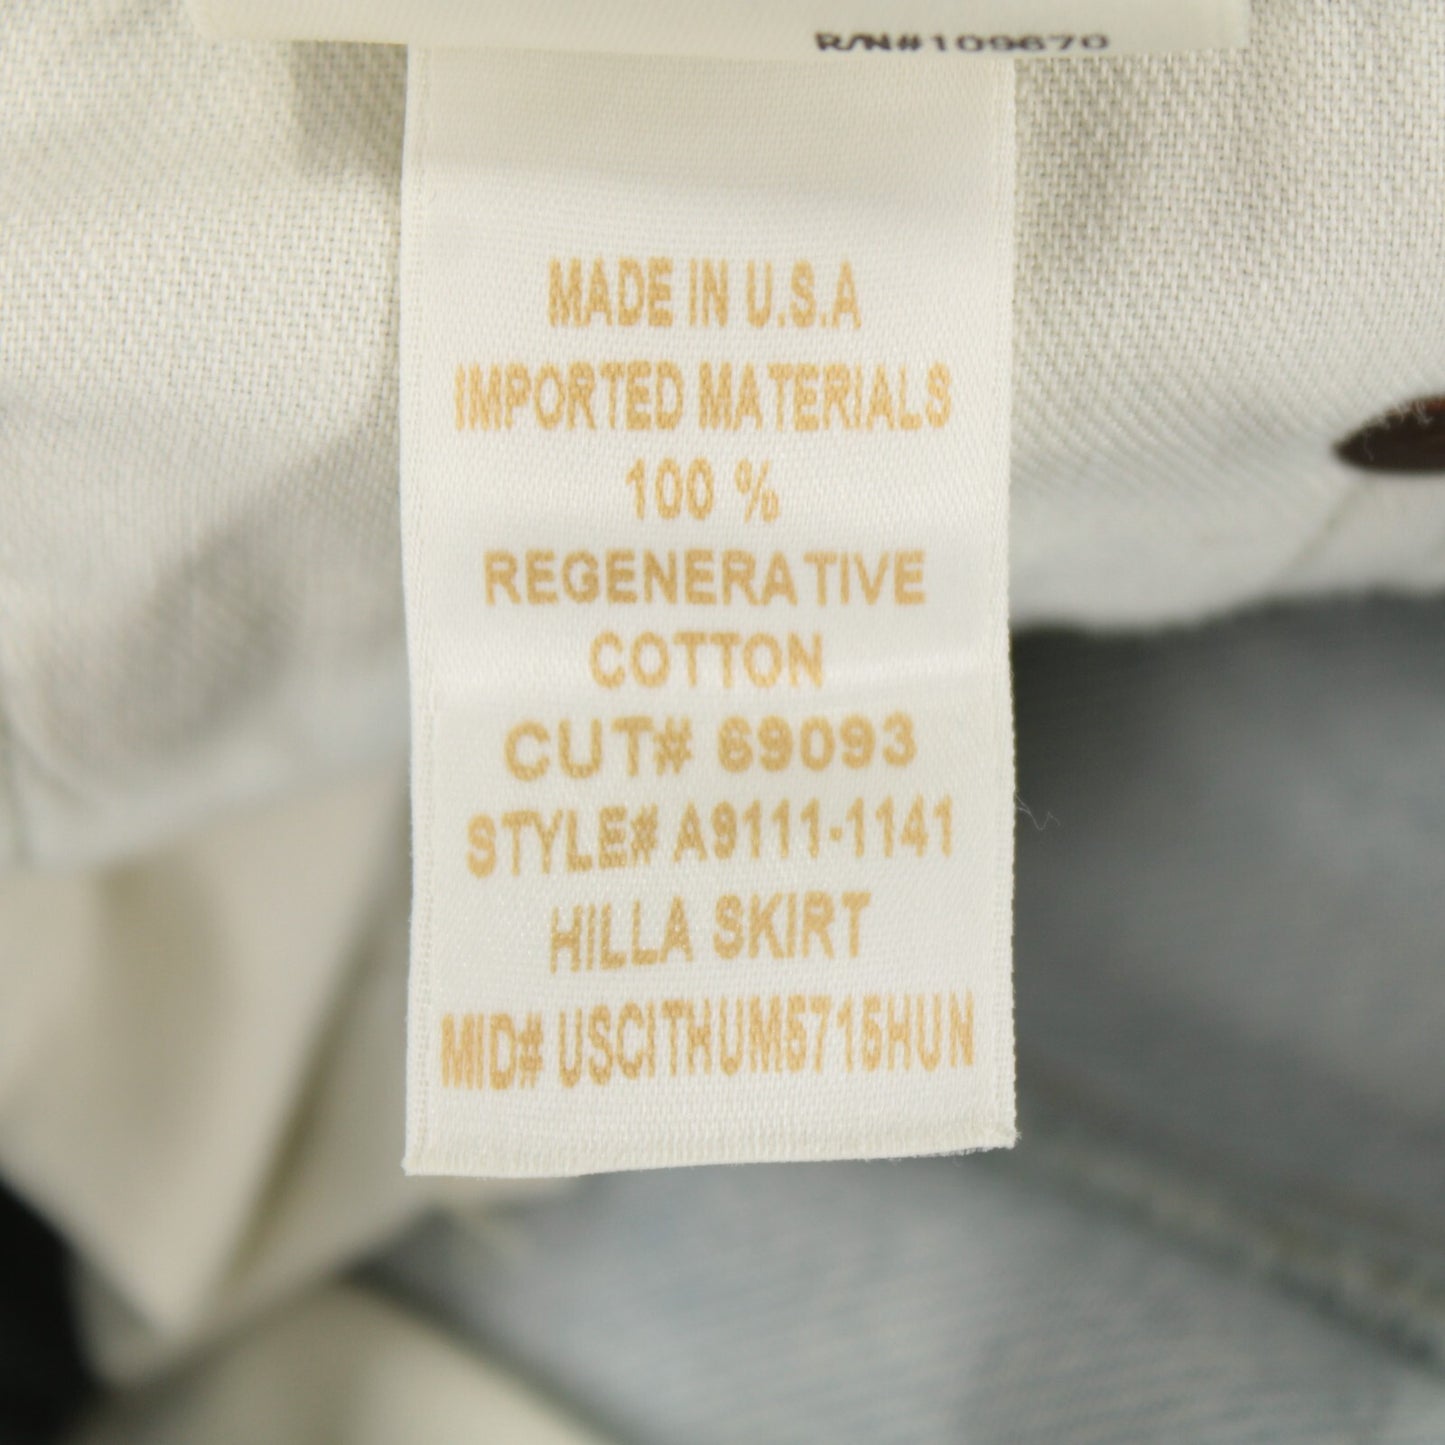 R/N#109670
MADE IN U.S.A
IMPORTED MATERIALS
100 %
REGENERATIVE
COTTON
CUT# 69093
STYLE# A9111-1141
HILLA SKIRT
MID# USCITHUM5715HUN